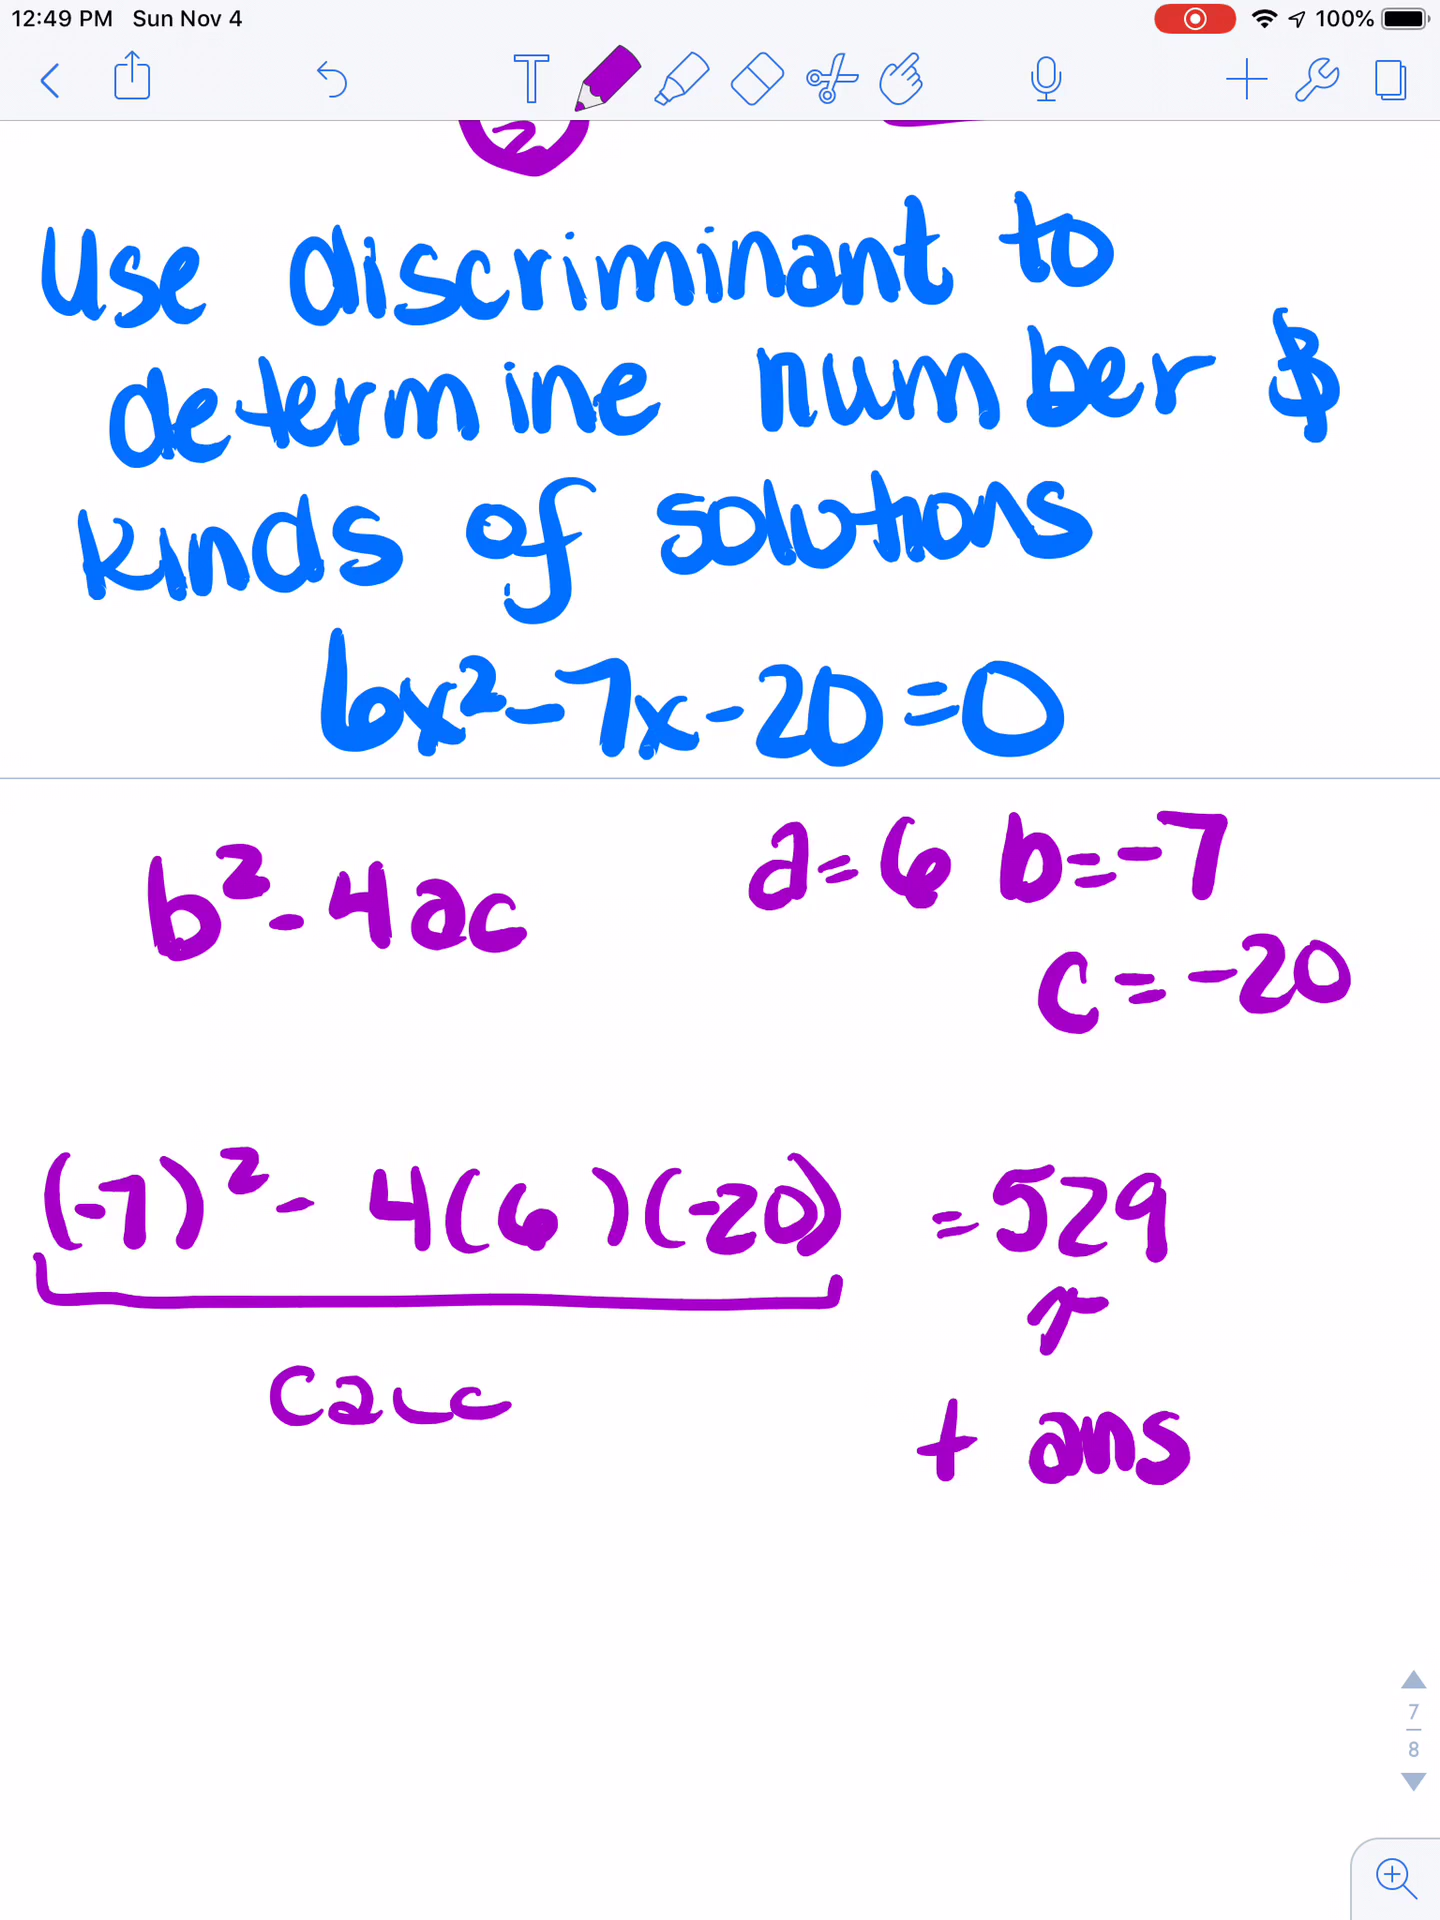 12:49 PM Sun Nov 4 100%
T
2
Use discriminant to
determine number &
kinds of solutions
6x²-7x-20=0
b²-4ac
a=6 b=-7
c=-20
(-7)²-4(6)(-20) =529
calc
+ ans
7
8